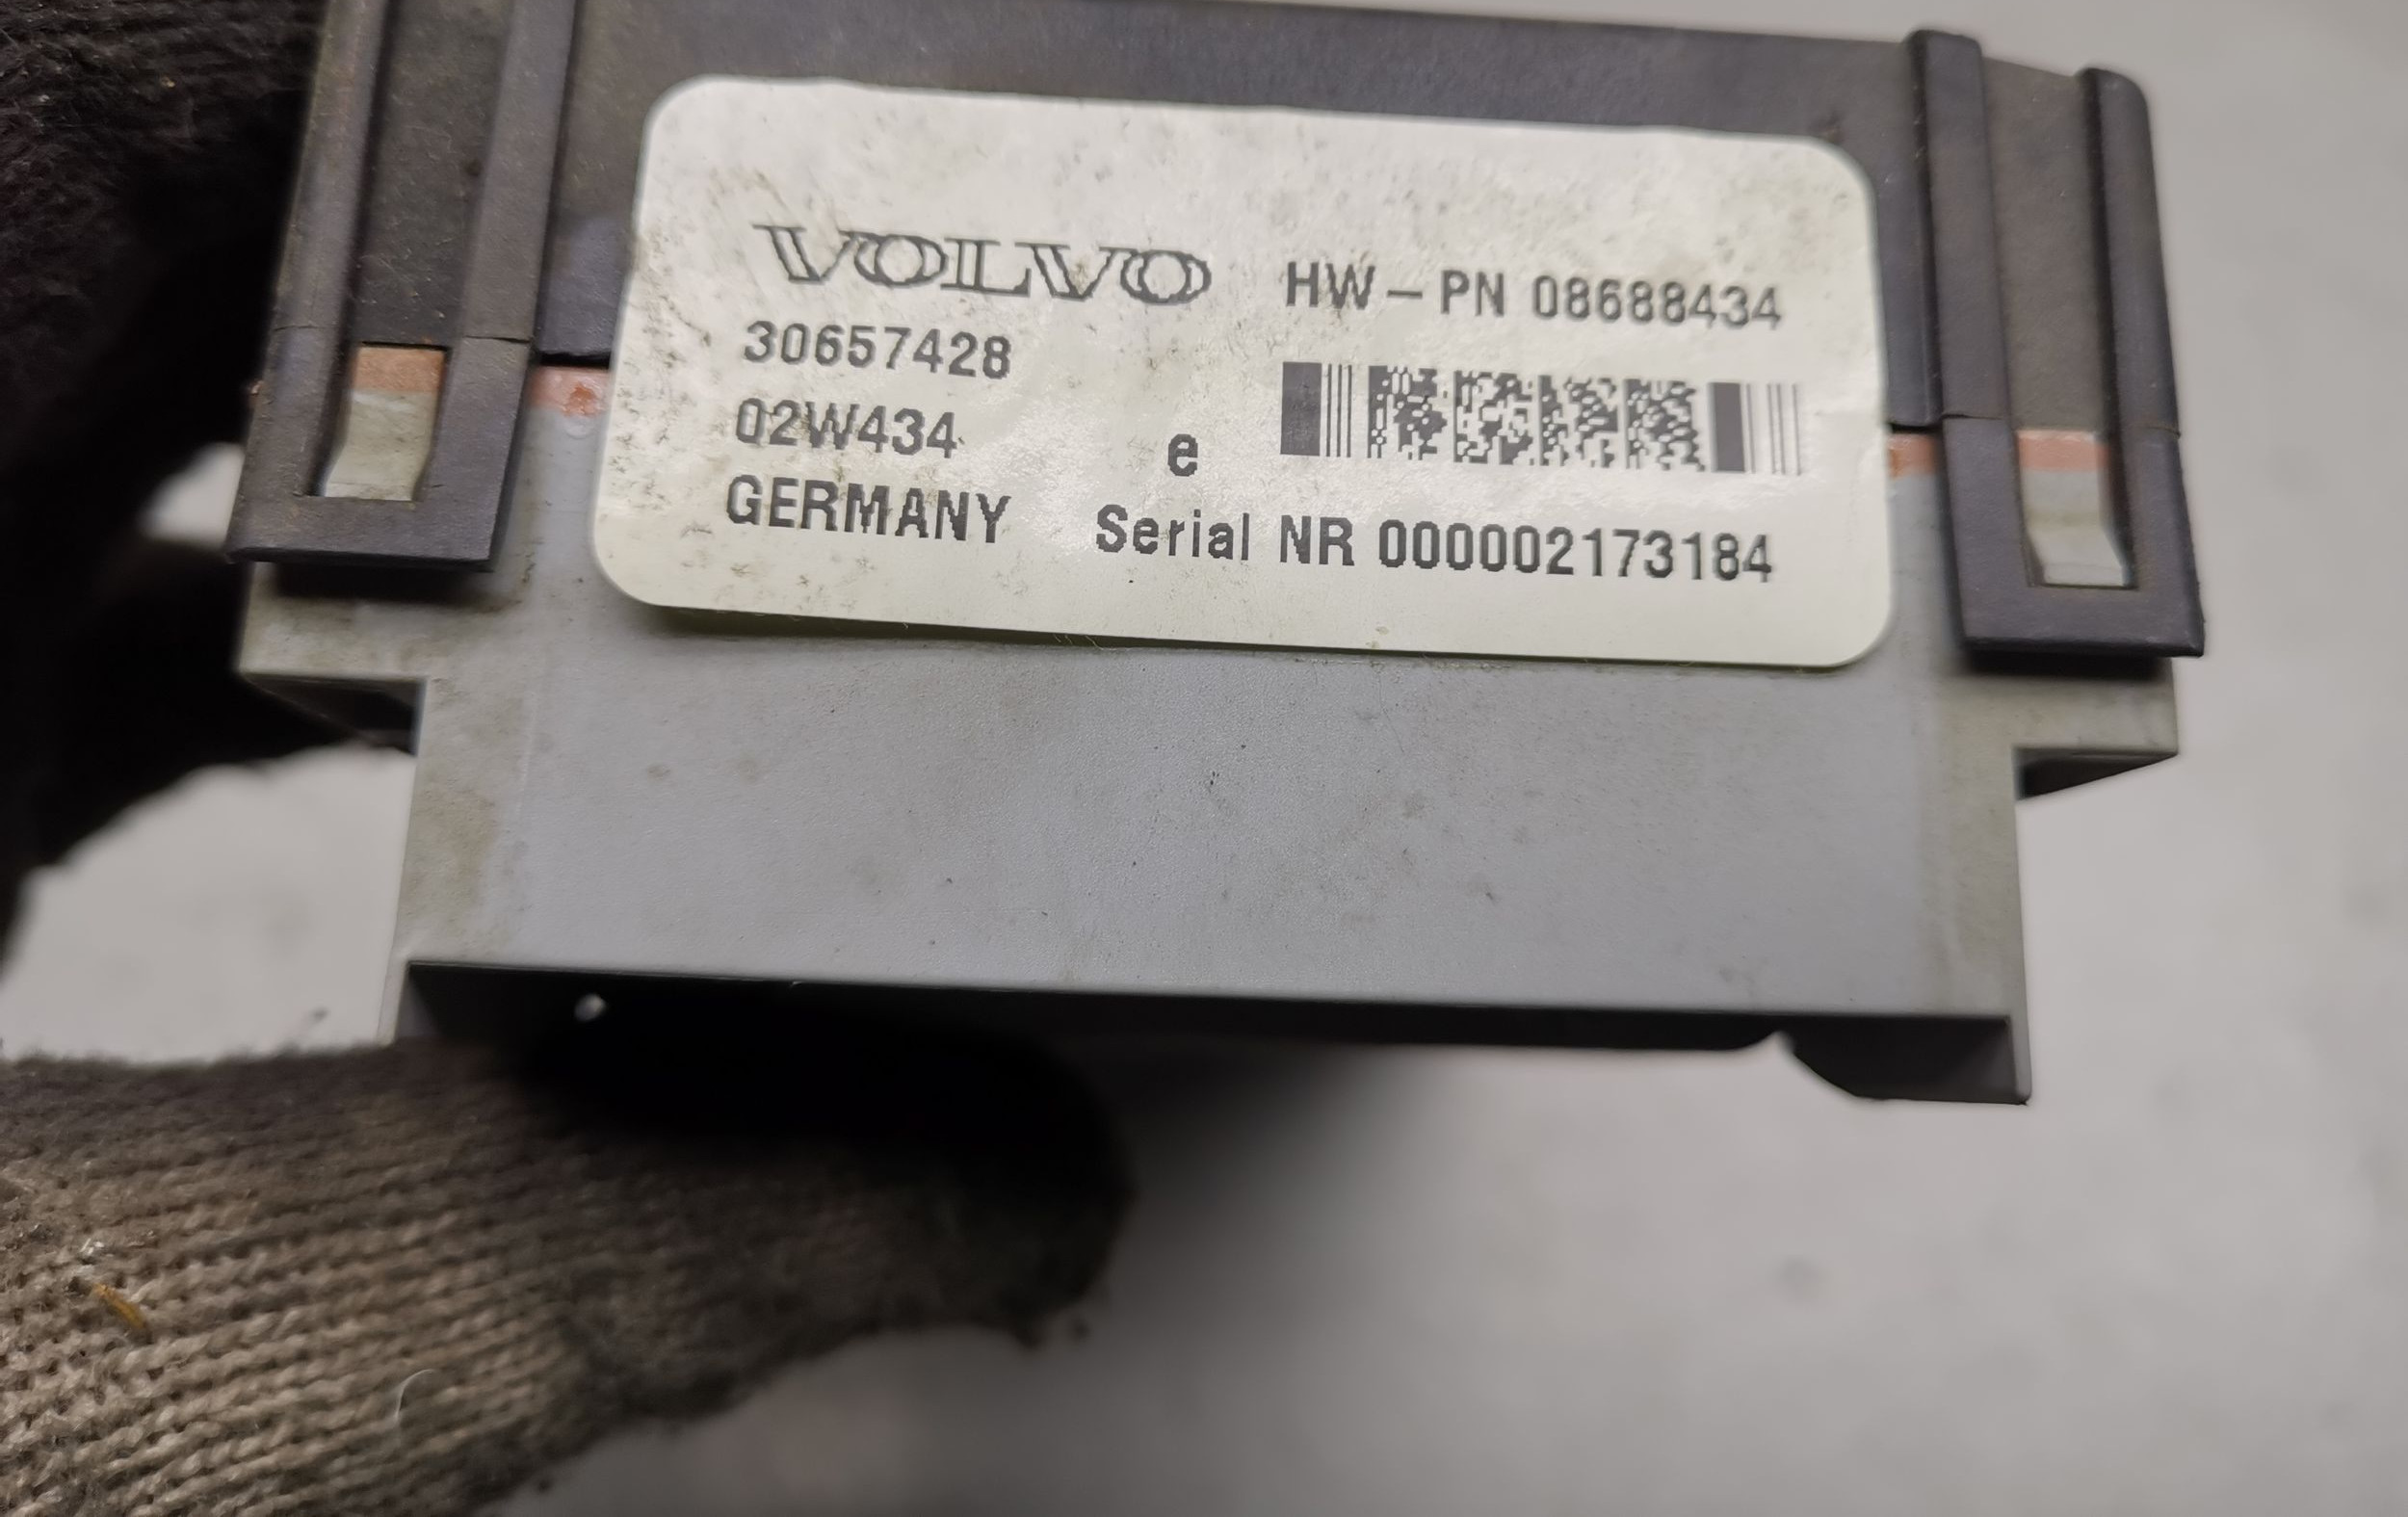 VOLVO HW-PN 08688434
30657428
02W434 e
GERMANY Serial NR 000002173184